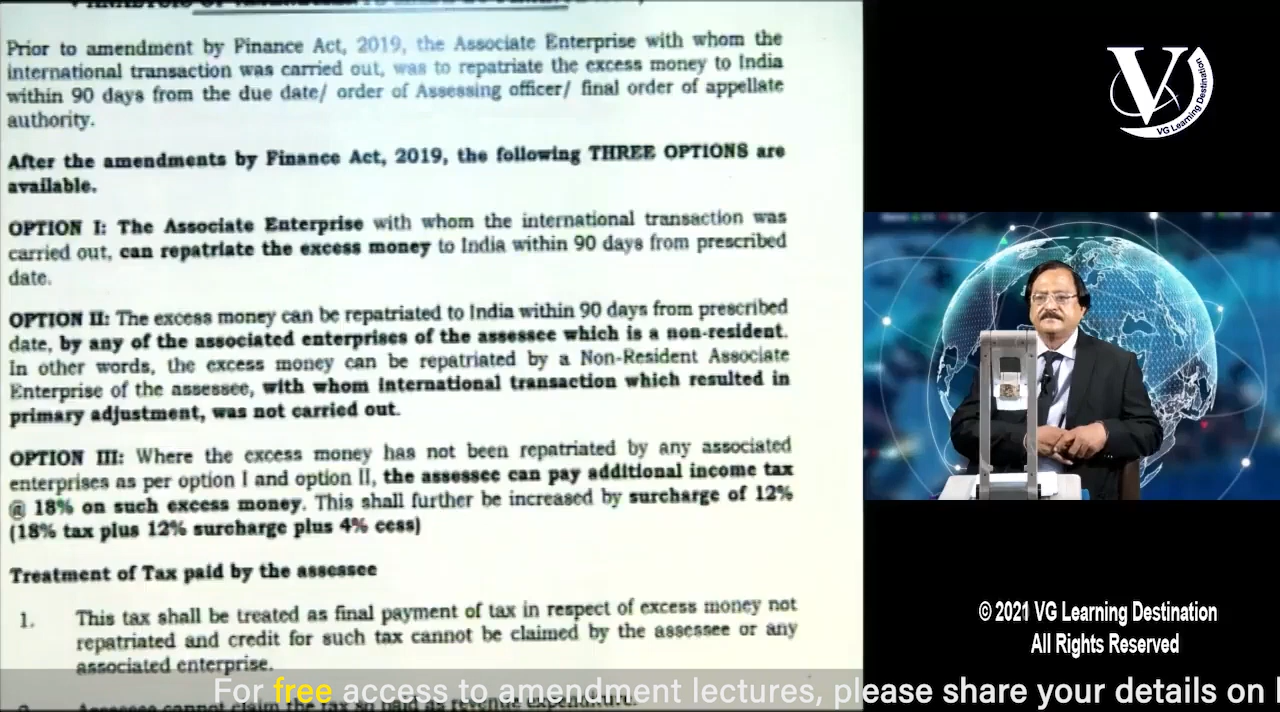 Prior to amendment by Finance Act, 2019, the Associate Enterprise with whom the
international transaction was carried out, was to repatriate the excess money to India
within 90 days from the due date/ order of Assessing officer/ final order of appellate
authority.
After the amendments by Finance Act, 2019, the following THREE OPTIONS are
available.
OPTION I: The Associate Enterprise with whom the international transaction was
carried out, can repatriate the excess money to India within 90 days from prescribed
date.
OPTION II: The excess money can be repatriated to India within 90 days from prescribed
date, by any of the associated enterprises of the assessee which is a non-resident.
In other words, the excess money can be repatriated by a Non-Resident Associate
Enterprise of the assessee, with whom international transaction which resulted in
primary adjustment, was not carried out.
OPTION III: Where the excess money has not been repatriated by any associated
enterprises as per option I and option II, the assessee can pay additional income tax
@ 18% on such excess money. This shall further be increased by surcharge of 12%
(18% tax plus 12% surcharge plus 4% cess)
Treatment of Tax paid by the assessee
1. This tax shall be treated as final payment of tax in respect of excess money not
repatriated and credit for such tax cannot be claimed by the assessee or any
associated enterprise.
Assessee cannot claim the tax so paid as revenue expenditure.
For free access to amendment lectures, please share your details on
V
VG Learning Destination
© 2021 VG Learning Destination
All Rights Reserved